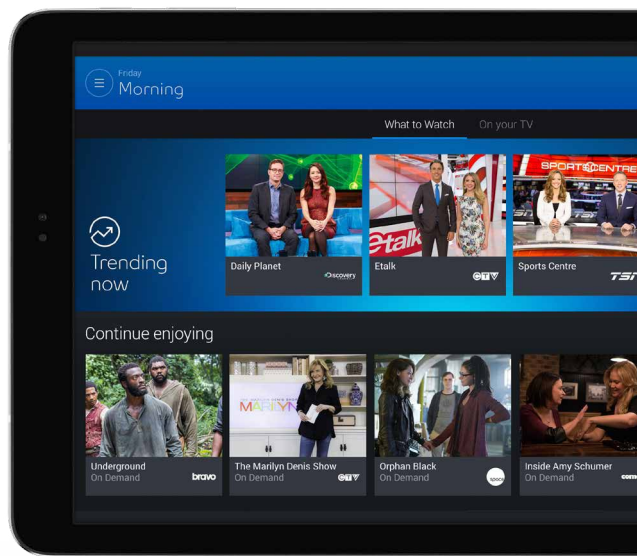 Friday
Morning
What to Watch
On your TV
Trending
now
SPORTSCENTRE
etalk
Daily Planet
Discovery
Etalk
CTV
Sports Centre
TSN
Continue enjoying
MARILYN
Underground
On Demand
bravo
The Marilyn Denis Show
On Demand
CTV
Orphan Black
On Demand
space
Inside Amy Schumer
On Demand